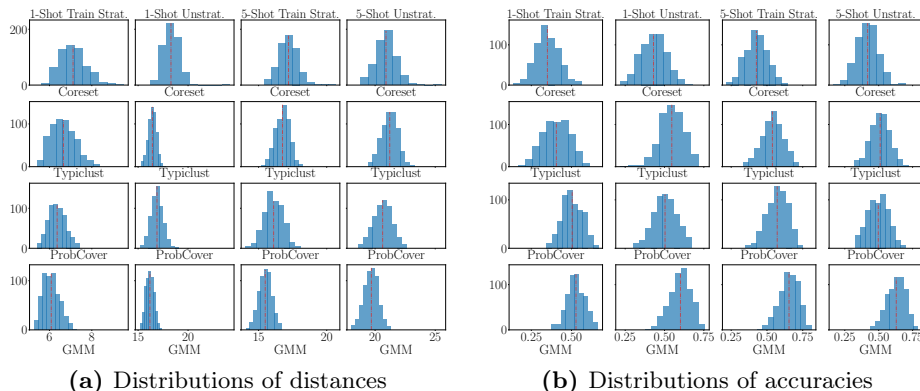 1-Shot Train Strat. 1-Shot Unstrat. 5-Shot Train Strat. 5-Shot Unstrat. 1-Shot Train Strat. 1-Shot Unstrat. 5-Shot Train Strat. 5-Shot Unstrat.
200
100
0
100
0
Coreset Coreset Coreset Coreset Coreset Coreset Coreset Coreset
100
0
100
0
Typiclust Typiclust Typiclust Typiclust Typiclust Typiclust Typiclust Typiclust
100
0
100
0
ProbCover ProbCover ProbCover ProbCover ProbCover ProbCover ProbCover ProbCover
100
0
100
0
6 8 15 20 15 20 20 25 0.25 0.50 0.25 0.50 0.75 0.25 0.50 0.75 0.25 0.50 0.75
GMM GMM GMM GMM GMM GMM GMM GMM
(a) Distributions of distances
(b) Distributions of accuracies